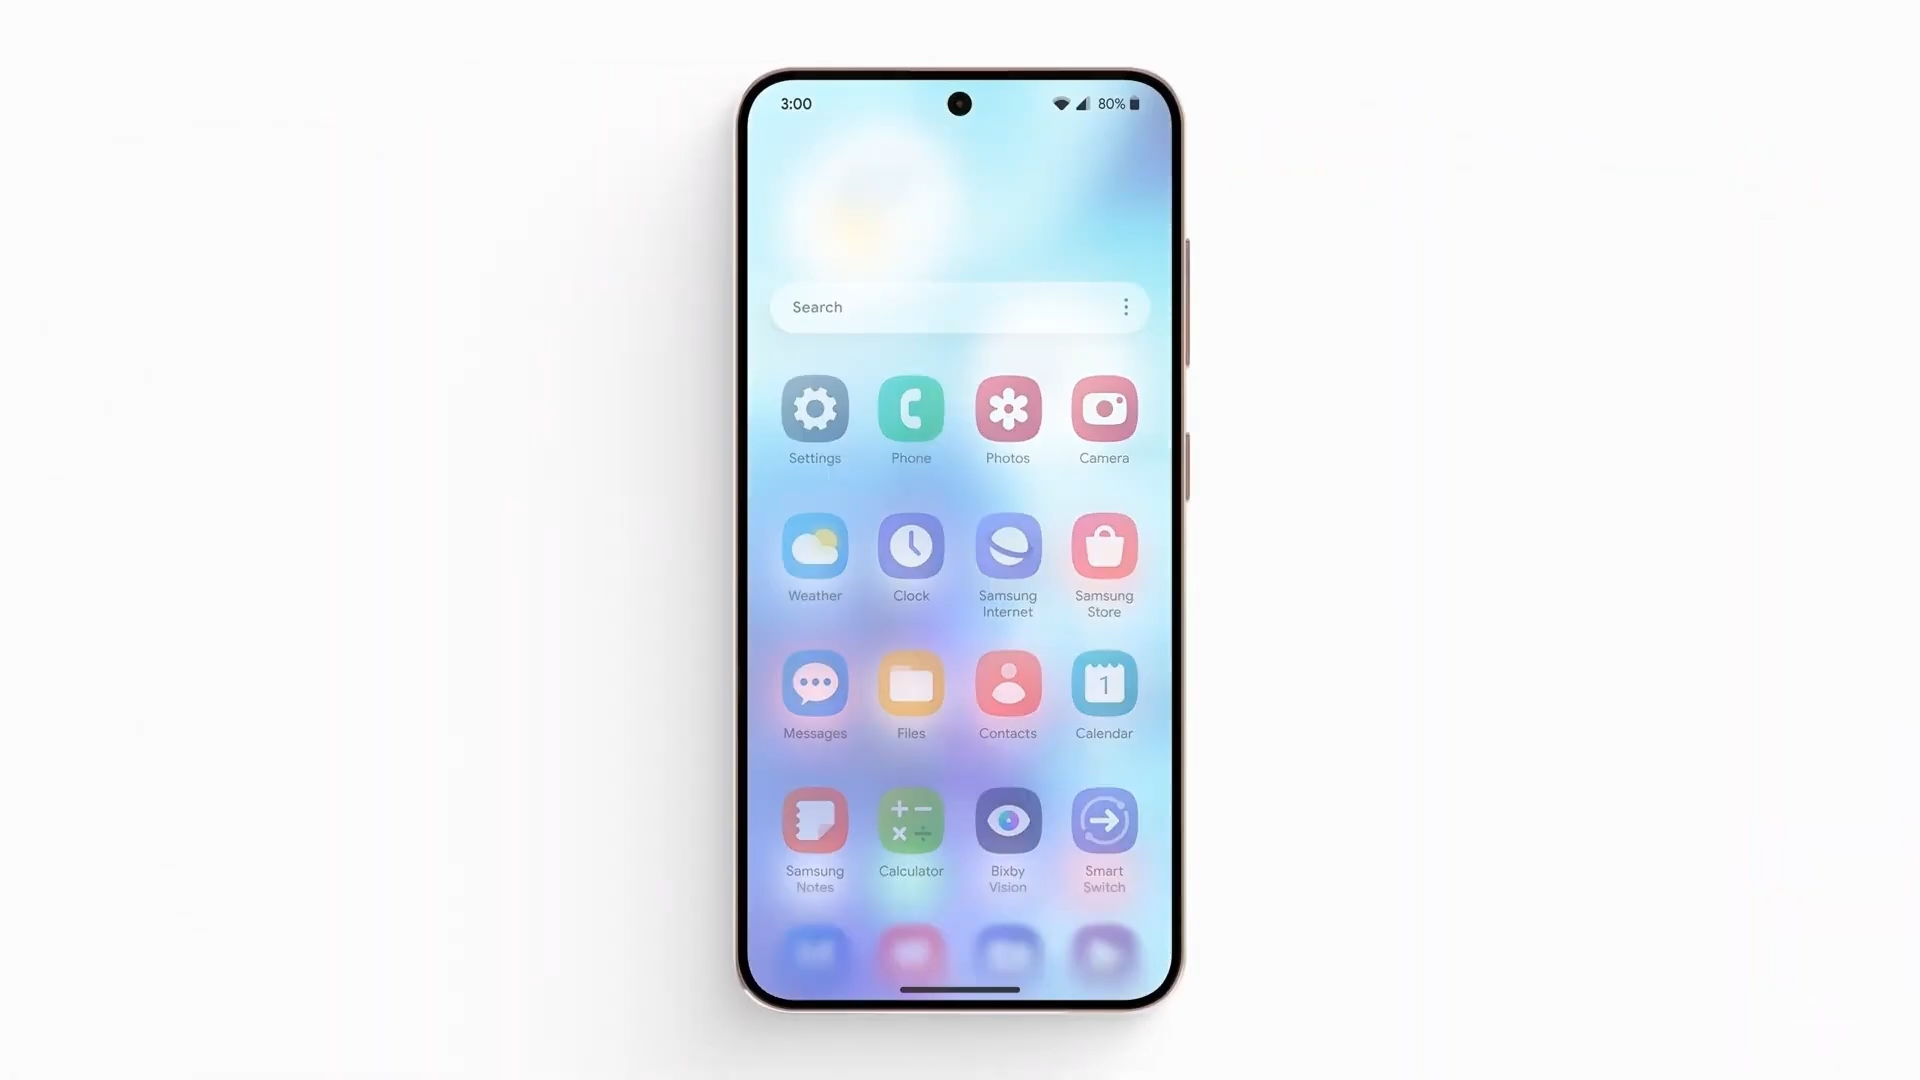 3:00 80%
Search
Settings Phone Photos Camera
Weather Clock Samsung Internet Samsung Store
Messages Files Contacts Calendar
1
Samsung Notes Calculator Bixby Vision Smart Switch